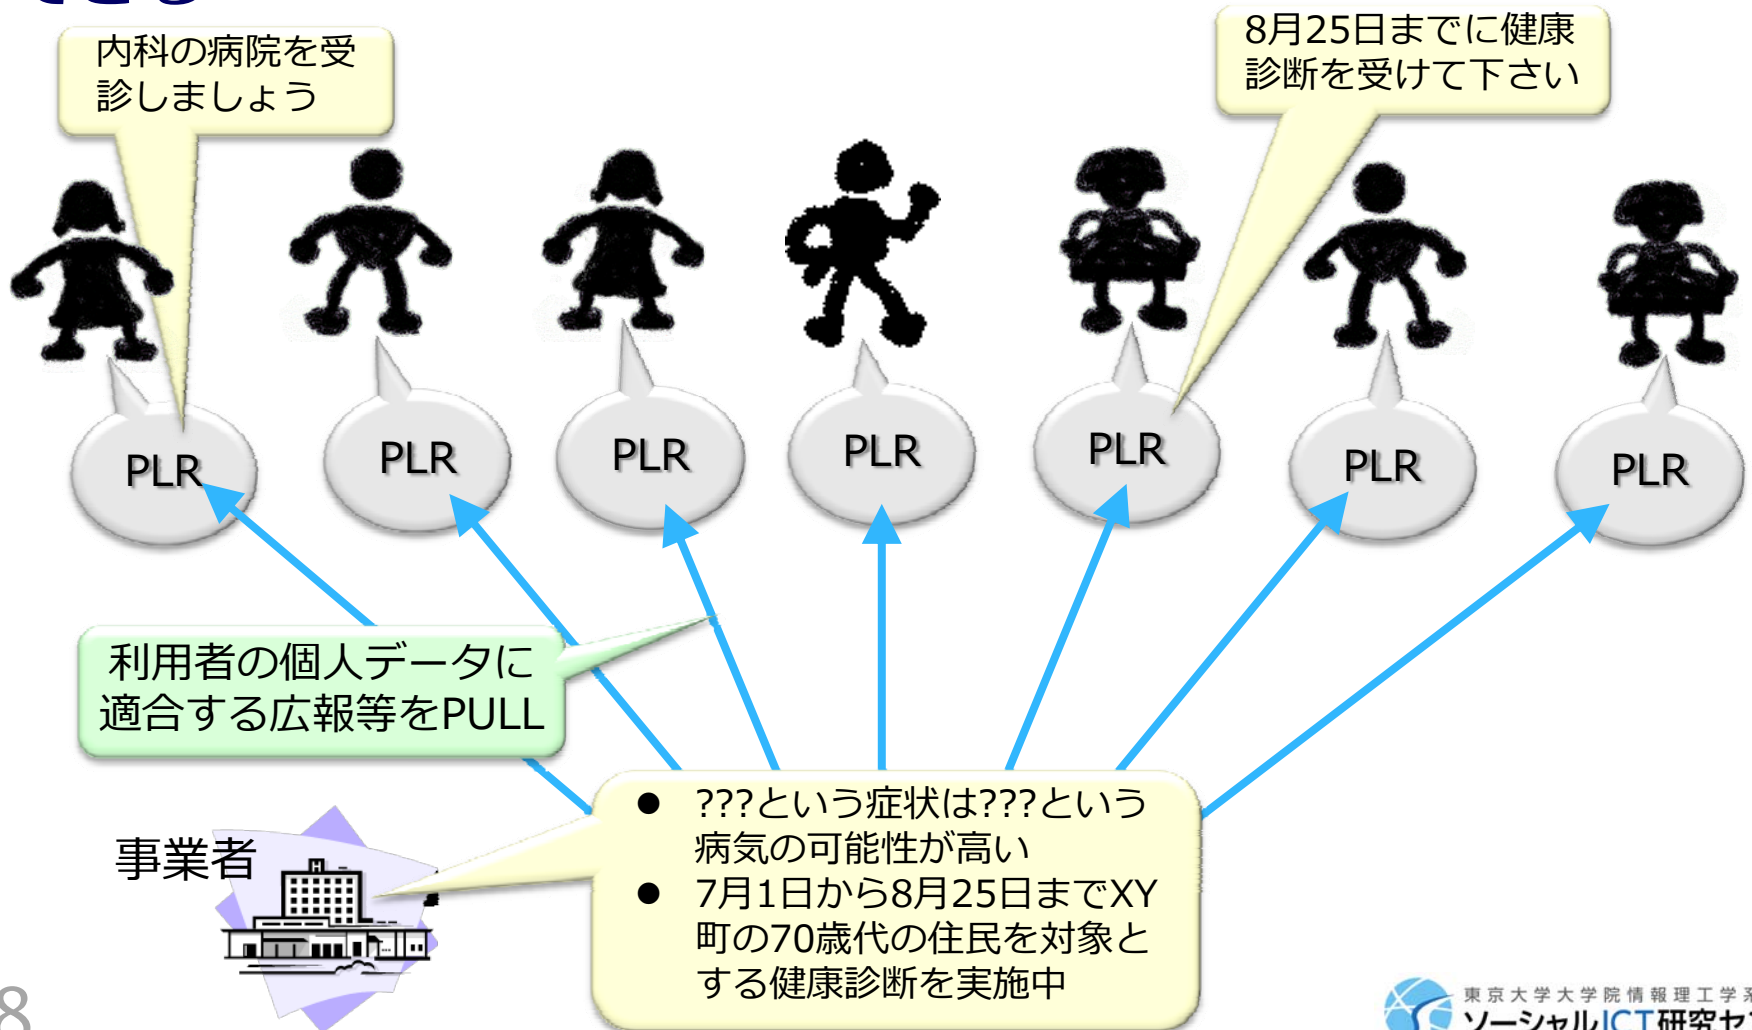 内科の病院を受
診しましょう
8月25日までに健康
診断を受けて下さい
PLR
PLR
PLR
PLR
PLR
PLR
PLR
利用者の個人データに
適合する広報等をPULL
事業者
● ???という症状は???という
病気の可能性が高い
● 7月1日から8月25日までXY
町の70歳代の住民を対象と
する健康診断を実施中
8
東京大学大学院情報理工学系
ソーシャルICT研究セ